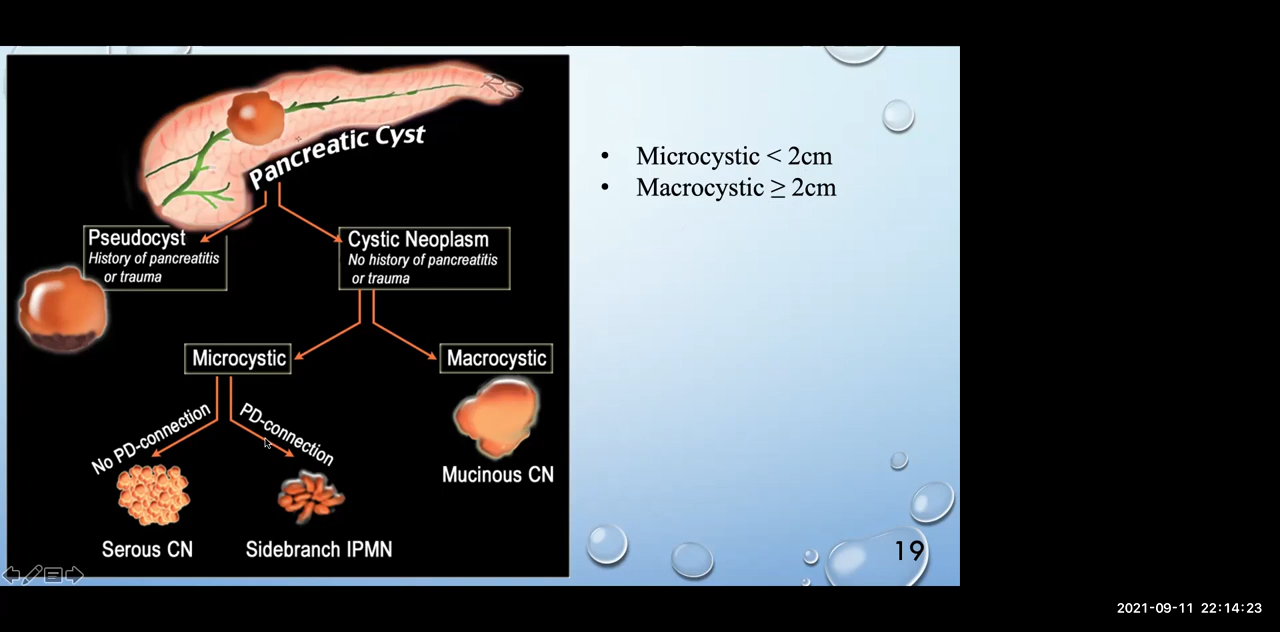 RS
Pancreatic Cyst
Pseudocyst
History of pancreatitis
or trauma
Cystic Neoplasm
No history of pancreatitis
or trauma
Microcystic
Macrocystic
No PD-connection
PD-connection
Mucinous CN
Serous CN
Sidebranch IPMN
• Microcystic < 2cm
• Macrocystic ≥ 2cm
19
2021-09-11 22:14:23